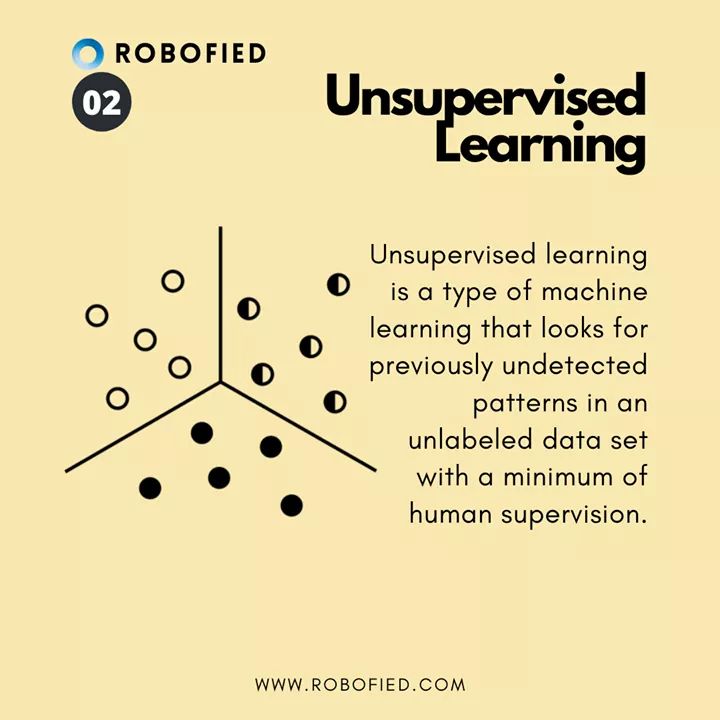 ROBOFIED
02
Unsupervised
Learning
Unsupervised learning
is a type of machine
learning that looks for
previously undetected
patterns in an
unlabeled data set
with a minimum of
human supervision.
WWW.ROBOFIED.COM